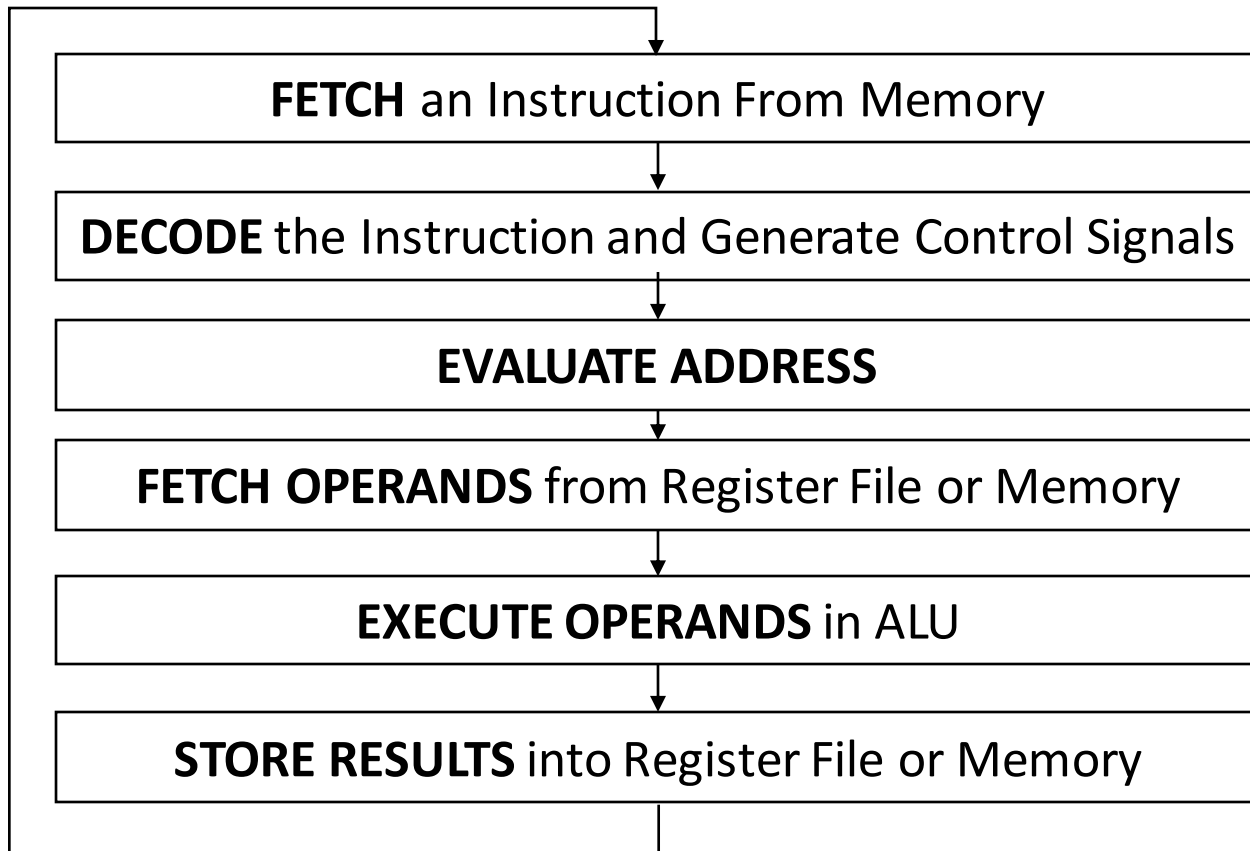 FETCH an Instruction From Memory
DECODE the Instruction and Generate Control Signals
EVALUATE ADDRESS
FETCH OPERANDS from Register File or Memory
EXECUTE OPERANDS in ALU
STORE RESULTS into Register File or Memory